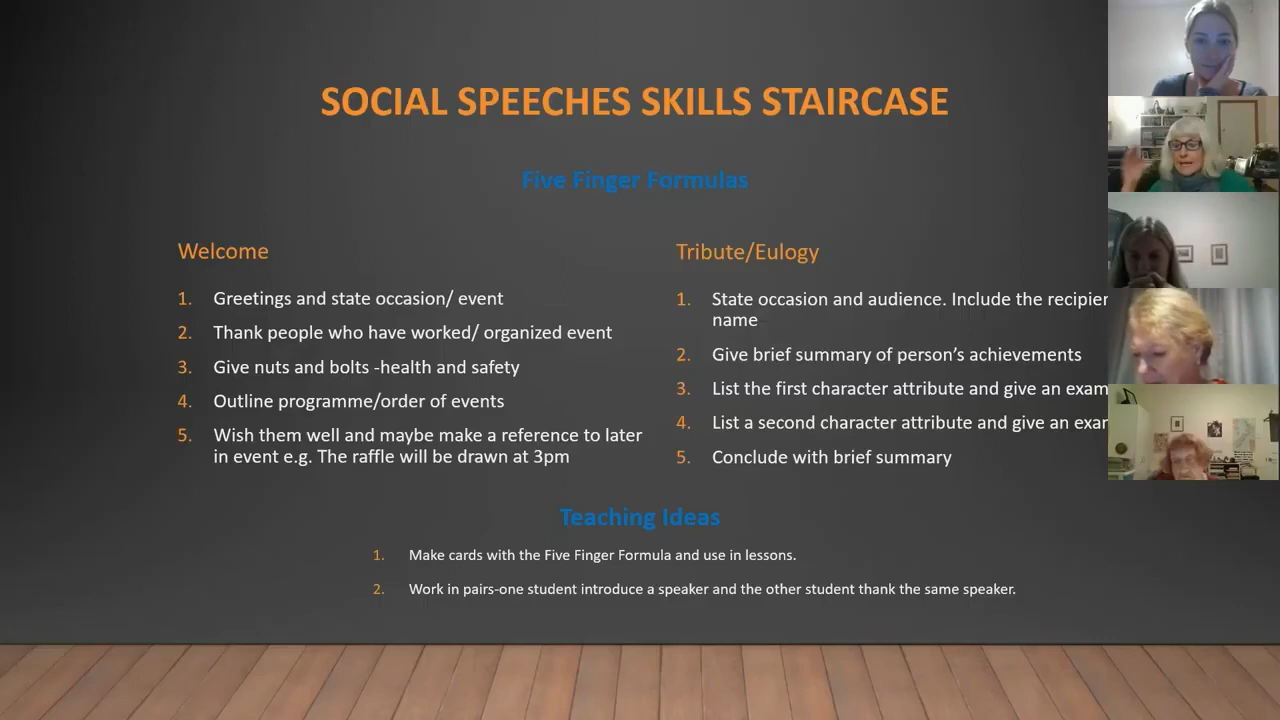 SOCIAL SPEECHES SKILLS STAIRCASE
Five Finger Formulas
Welcome
1. Greetings and state occasion/ event
2. Thank people who have worked/ organized event
3. Give nuts and bolts -health and safety
4. Outline programme/order of events
5. Wish them well and maybe make a reference to later
in event e.g. The raffle will be drawn at 3pm
Tribute/Eulogy
1. State occasion and audience. Include the
name
2. Give brief summary of person's achievements
3. List the first character attribute and give an
4. List a second character attribute and give an
5. Conclude with brief summary
Teaching Ideas
1. Make cards with the Five Finger Formula and use in lessons.
2. Work in pairs-one student introduce a speaker and the other student thank the same speaker.